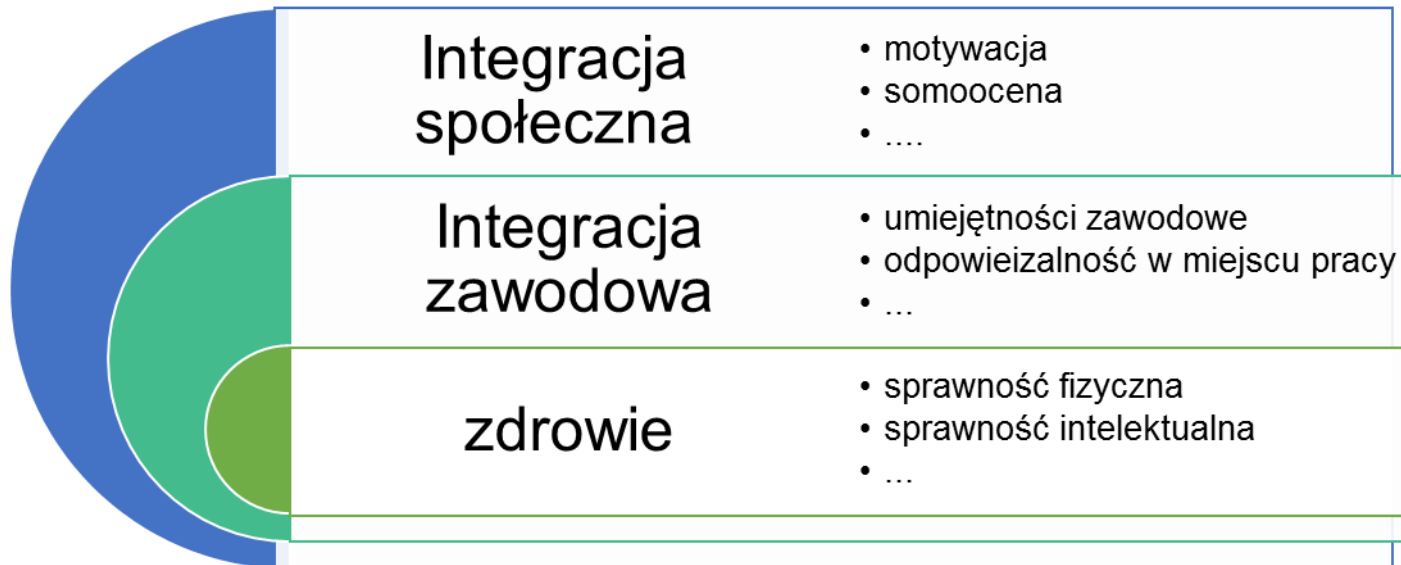 Integracja
społeczna
• motywacja
• somoocena
• ....
Integracja
zawodowa
• umiejętności zawodowe
• odpowieizalność w miejscu pracy
• ...
zdrowie
• sprawność fizyczna
• sprawność intelektualna
• ...